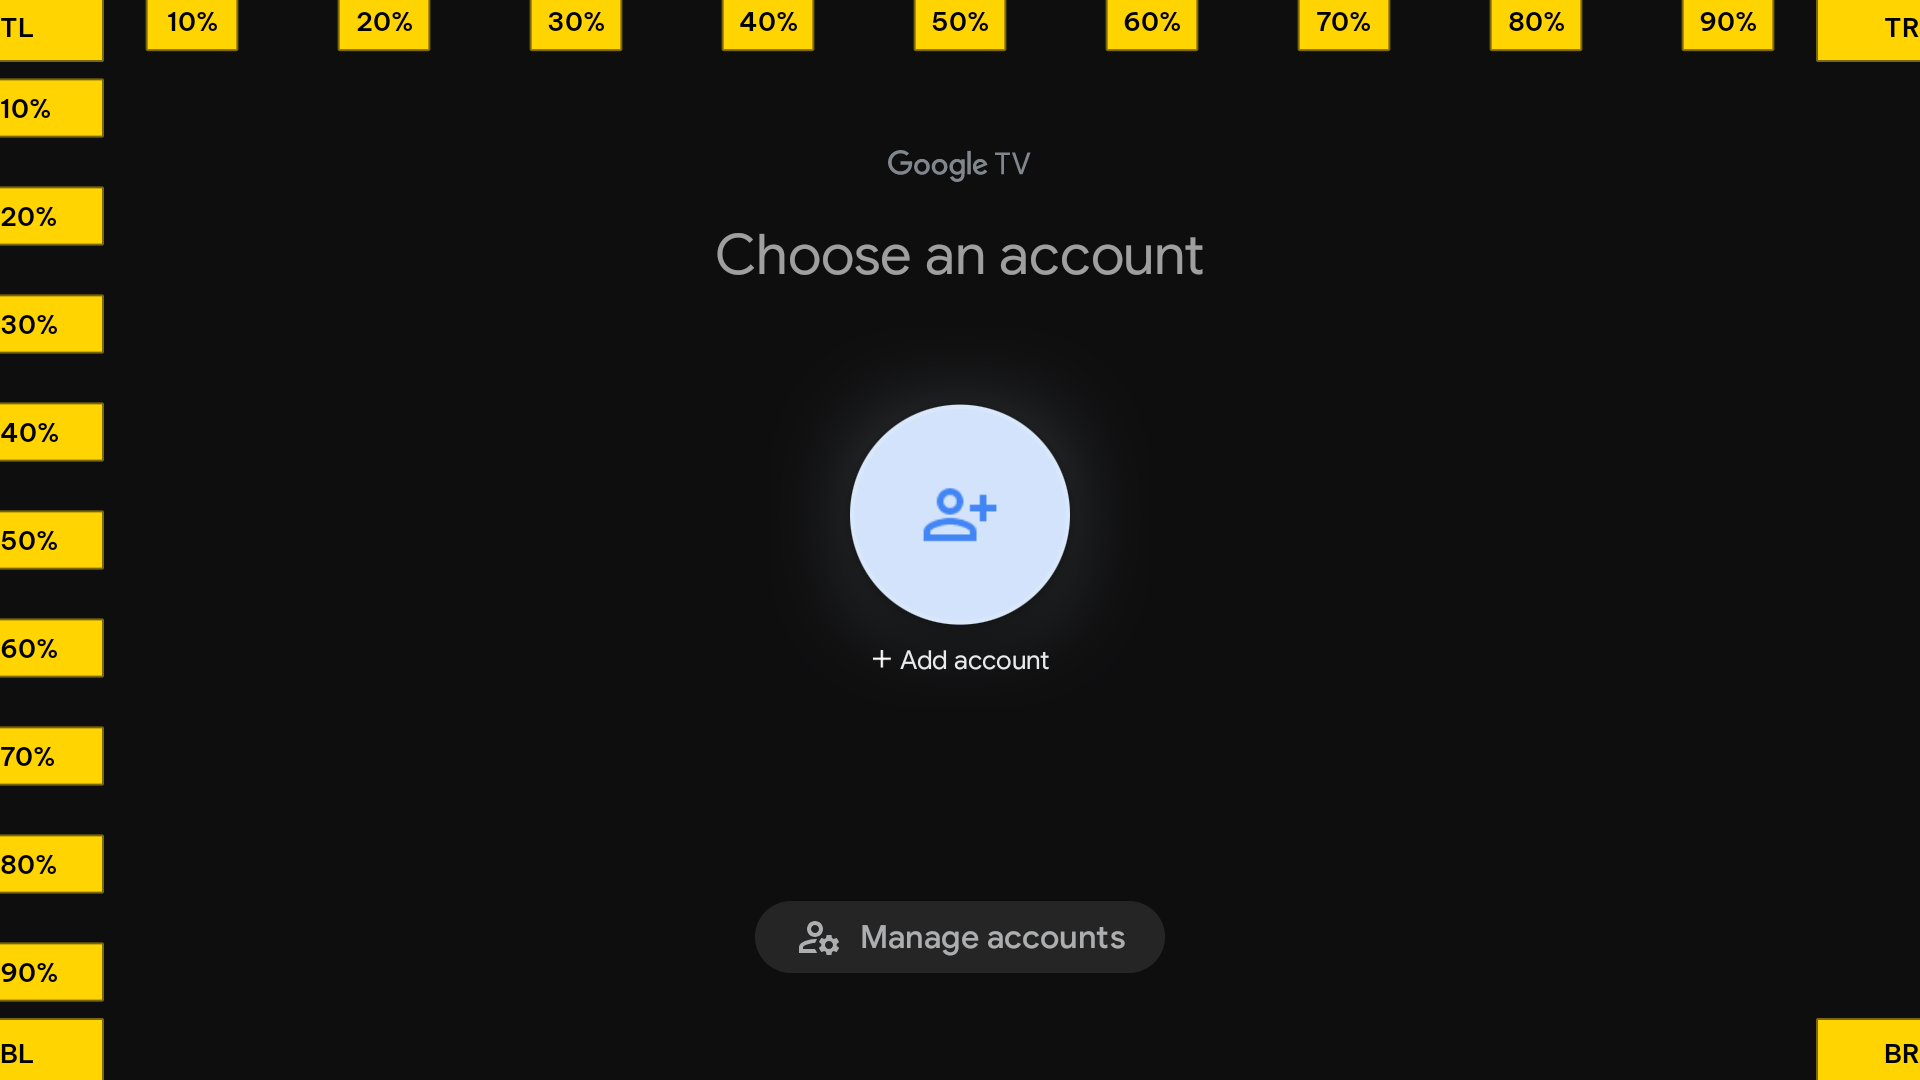 TL 10% 20% 30% 40% 50% 60% 70% 80% 90% TR
10%
Google TV
20%
Choose an account
30%
40%
50%
60%
+ Add account
70%
80%
Manage accounts
90%
BL BR